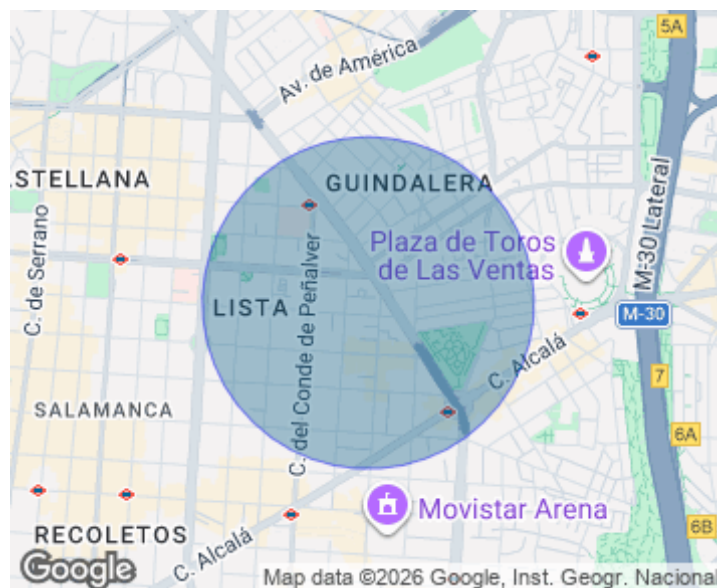 5A
Av. de América
ASTELLANA
GUINDALERA
M-30 Lateral
C. de Serrano
Plaza de Toros
de Las Ventas
C. del Conde de Peñalver
LISTA
M-30
C. Alcalá
7
SALAMANCA
6A
Movistar Arena
6B
RECOLETOS
C. Alcalá
Google
Map data ©2026 Google, Inst. Geogr. Nacional